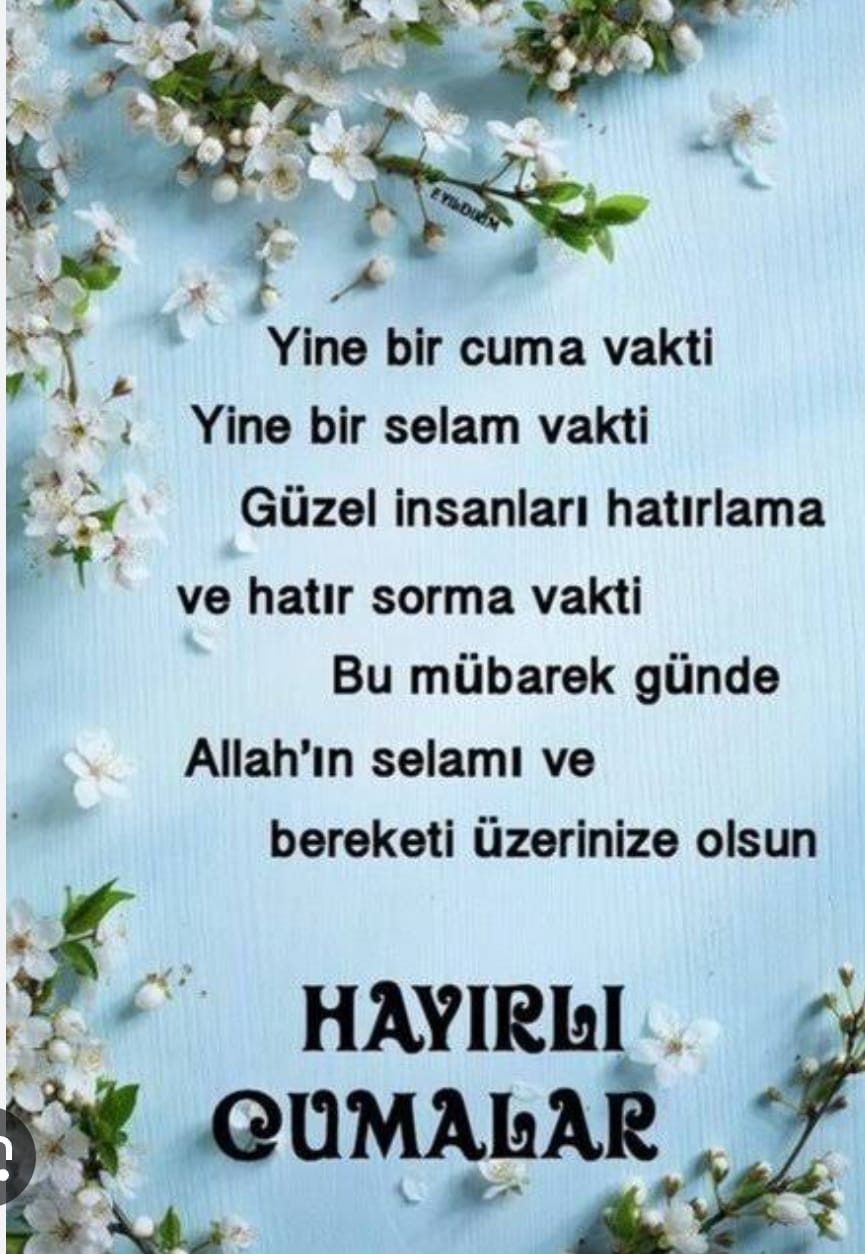 E YILDIRIM
Yine bir cuma vakti
Yine bir selam vakti
Güzel insanları hatırlama
ve hatır sorma vakti
Bu mübarek günde
Allah'ın selamı ve
bereketi üzerinize olsun
HAYIRLI
CUMALAR